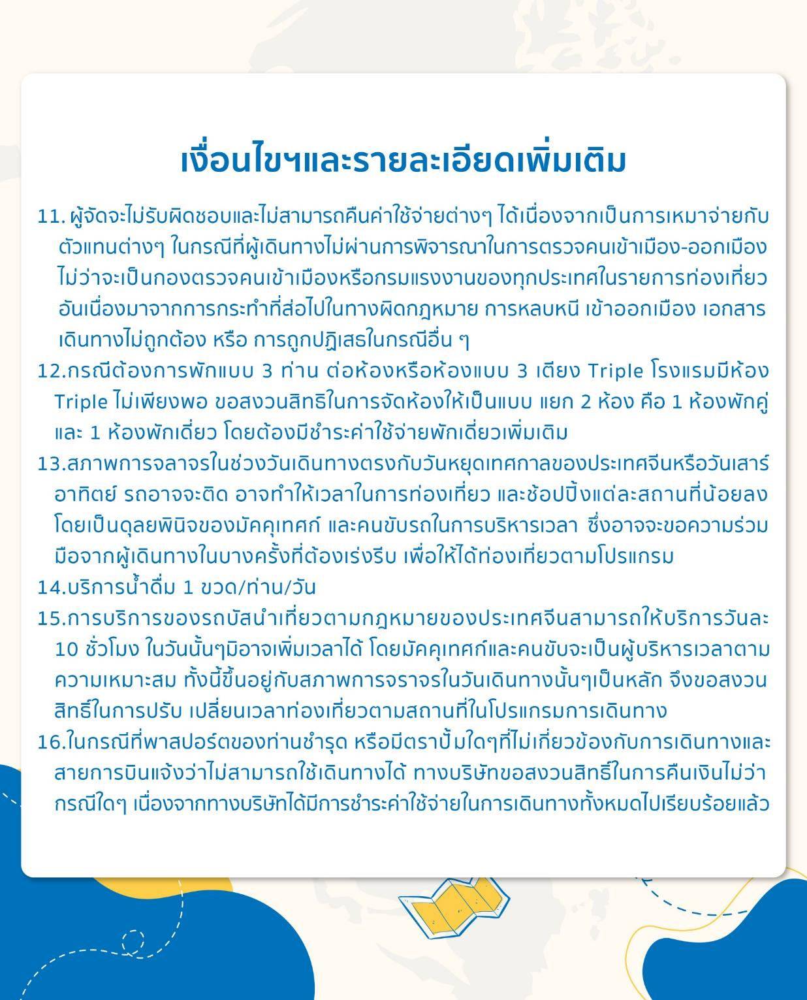 เงื่อนไขฯและรายละเอียดเพิ่มเติม
11. ผู้จัดจะไม่รับผิดชอบและไม่สามารถคืนค่าใช้จ่ายต่างๆ ได้เนื่องจากเป็นการเหมาจ่ายกับ
ตัวแทนต่างๆ ในกรณีที่ผู้เดินทางไม่ผ่านการพิจารณาในการตรวจคนเข้าเมือง-ออกเมือง
ไม่ว่าจะเป็นกองตรวจคนเข้าเมืองหรือกรมแรงงานของทุกประเทศในรายการท่องเที่ยว
อันเนื่องมาจากการกระทำที่ส่อไปในทางผิดกฎหมาย การหลบหนี เข้าออกเมือง เอกสาร
เดินทางไม่ถูกต้อง หรือ การถูกปฏิเสธในกรณีอื่น ๆ
12.กรณีต้องการพักแบบ 3 ท่าน ต่อห้องหรือห้องแบบ 3 เตียง Triple โรงแรมมีห้อง
Triple ไม่เพียงพอ ขอสงวนสิทธิในการจัดห้องให้เป็นแบบ แยก 2 ห้อง คือ 1 ห้องพักคู่
และ 1 ห้องพักเดี่ยว โดยต้องมีชำระค่าใช้จ่ายพักเดี่ยวเพิ่มเติม
13.สภาพการจลาจรในช่วงวันเดินทางตรงกับวันหยุดเทศกาลของประเทศจีนหรือวันเสาร์
อาทิตย์ รถอาจจะติด อาจทำให้เวลาในการท่องเที่ยว และช้อปปิ้งแต่ละสถานที่น้อยลง
โดยเป็นดุลยพินิจของมัคคุเทศก์ และคนขับรถในการบริหารเวลา ซึ่งอาจจะขอความร่วม
มือจากผู้เดินทางในบางครั้งที่ต้องเร่งรีบ เพื่อให้ได้ท่องเที่ยวตามโปรแกรม
14.บริการน้ำดื่ม 1 ขวด/ท่าน/วัน
15.การบริการของรถบัสนำเที่ยวตามกฎหมายของประเทศจีนสามารถให้บริการวันละ
10 ชั่วโมง ในวันนั้นๆมิอาจเพิ่มเวลาได้ โดยมัคคุเทศก์และคนขับจะเป็นผู้บริหารเวลาตาม
ความเหมาะสม ทั้งนี้ขึ้นอยู่กับสภาพการจราจรในวันเดินทางนั้นๆเป็นหลัก จึงขอสงวน
สิทธิ์ในการปรับ เปลี่ยนเวลาท่องเที่ยวตามสถานที่ในโปรแกรมการเดินทาง
16.ในกรณีที่พาสปอร์ตของท่านชำรุด หรือมีตราปั้มใดๆที่ไม่เกี่ยวข้องกับการเดินทางและ
สายการบินแจ้งว่าไม่สามารถใช้เดินทางได้ ทางบริษัทขอสงวนสิทธิ์ในการคืนเงินไม่ว่า
กรณีใดๆ เนื่องจากทางบริษัทได้มีการชำระค่าใช้จ่ายในการเดินทางทั้งหมดไปเรียบร้อยแล้ว